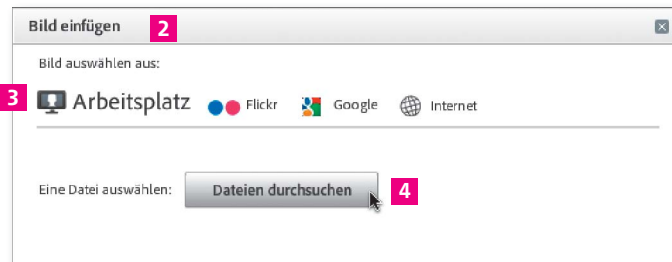 Bild einfügen 2
Bild auswählen aus:
3 Arbeitsplatz Flickr Google Internet
Eine Datei auswählen: Dateien durchsuchen 4